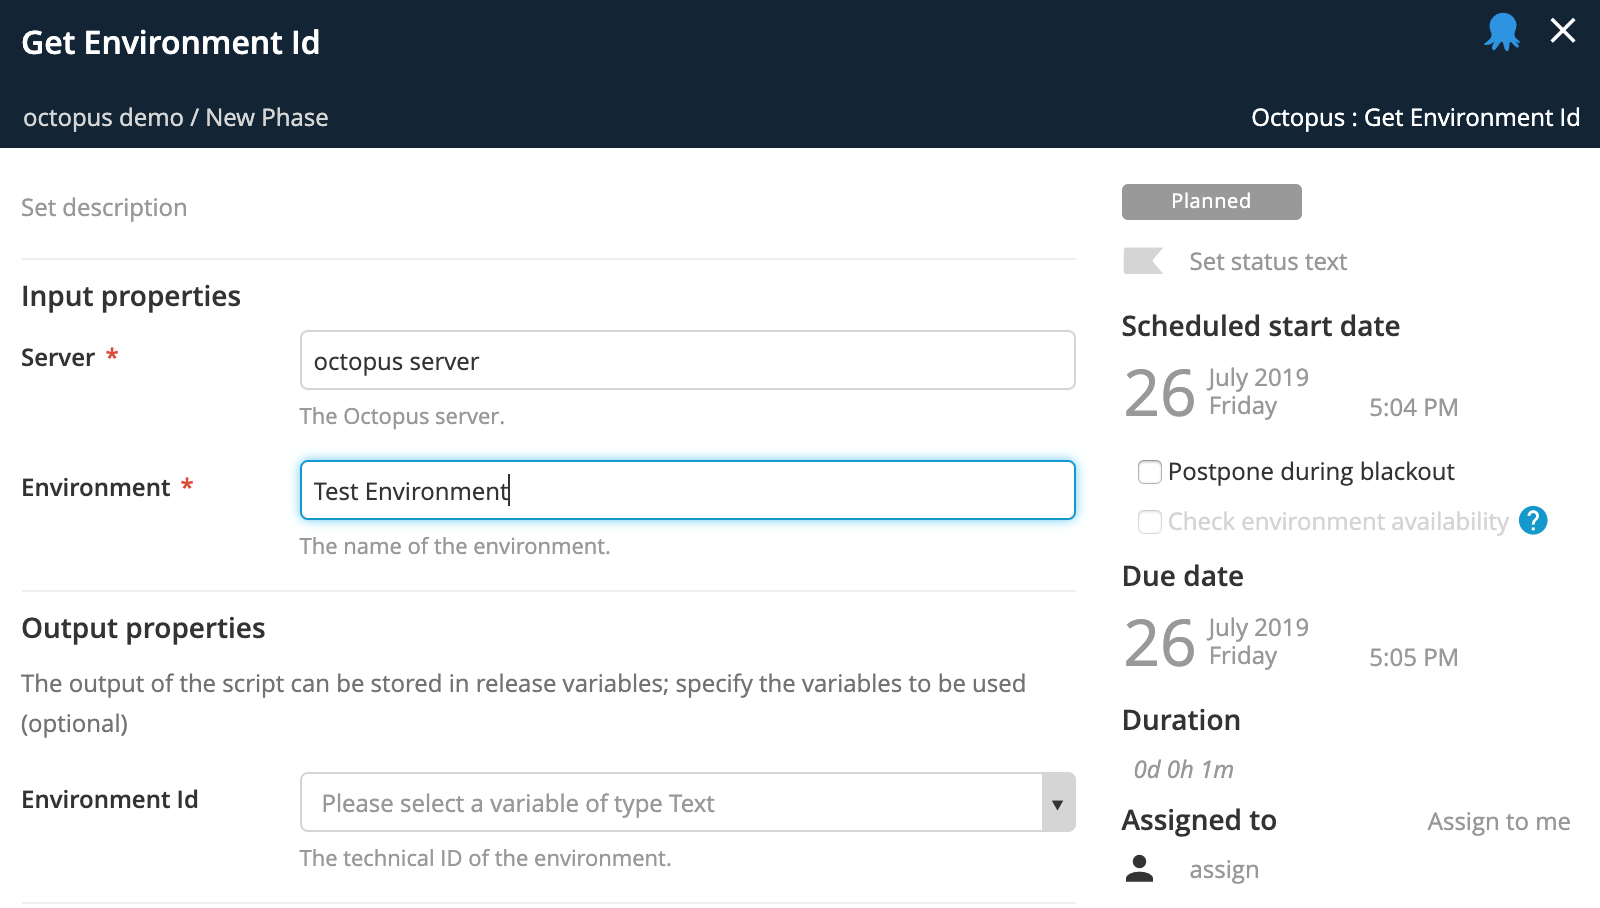 Get Environment Id
octopus demo / New Phase
Octopus : Get Environment Id
Set description
Input properties
Server *
octopus server
The Octopus server.
Environment *
Test Environment
The name of the environment.
Output properties
The output of the script can be stored in release variables; specify the variables to be used
(optional)
Environment Id
Please select a variable of type Text
The technical ID of the environment.
Planned
Set status text
Scheduled start date
26 July 2019
Friday
5:04 PM
Postpone during blackout
Check environment availability ?
Due date
26 July 2019
Friday
5:05 PM
Duration
0d 0h 1m
Assigned to
Assign to me
assign